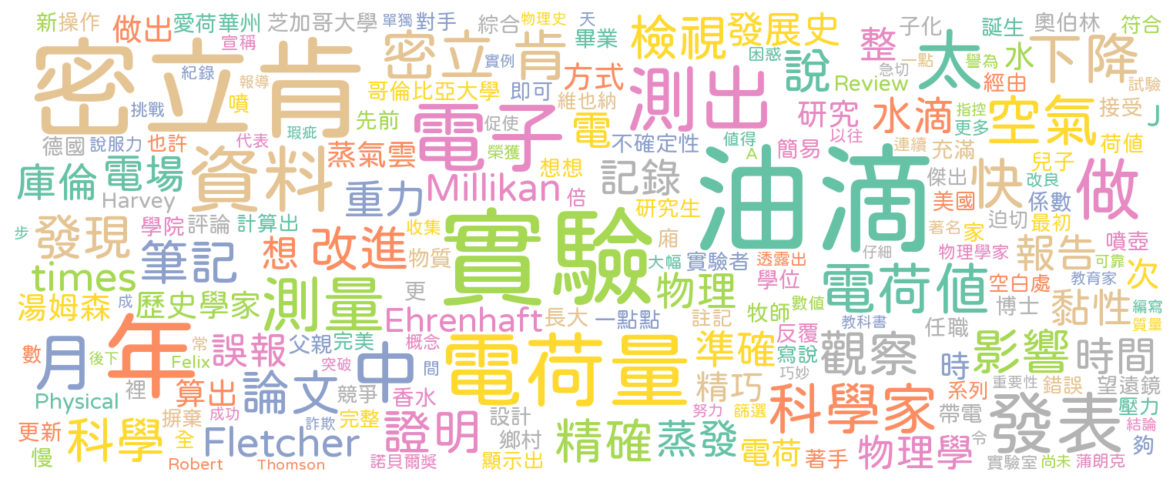 新 操作 做出 愛荷華州 芝加哥大學 單獨 對手 綜合 物理史 天 子化 誕生 奧伯林 符合
宣稱 畢業 困惑 譽為 一點
密立肯 密立肯 檢視 發展史 說 整 太 水 下降
紀錄 報導 實例 方式 急切 經由 試驗
挑戰 噴 哥倫比亞大學 即可 維也納 測出 Review
電子 電 研究 水滴 指控 空氣 接受 J
德國 說服力 也許 代表 瑕疵 先前 促使 不確定性 值得 以往 更多 荷值
庫倫 電場 資料 蒸氣雲 榮獲 想想 A 簡易 連續 充滿 兒子
Harvey 重力 Millikan 倍 記錄 油滴 傑出 快 改良 係數 做
美國 迫切 最初
步 發現 學院 評論 計算出 收集 研究生 著名 家 噴壺
筆記 想 改進 物質 實驗 廂 仔細 報告 可靠
times 大幅 實驗者 透露出 物理學家 教育家 次
湯姆森 成 歷史學家 測量 更 物理 學位 電荷值 空白處 黏性 編寫
Ehrenhaft 長大 一點點 牧師 數值 博士 質量
數 月 年 誤報 父親 完美 概念 註記 反覆 教科書 任職
後下 常 Felix 突破 中 間 電荷量 準確 寫說 觀察 時 影響 時間
Physical 裡 算出 論文 競爭 香水 精巧 巧妙 科學家 系列 重要性 錯誤 望遠鏡
摒棄 成功 詐欺 完整 設計 努力 篩選 帶電 發表 壓力
更新 科學 全 Fletcher 證明 鄉村 精確 蒸發 電荷 著手 物理學 令 結論
慢 Robert Thomson 諾貝爾獎 顯示出 實驗室 尚未 蒲朗克 夠